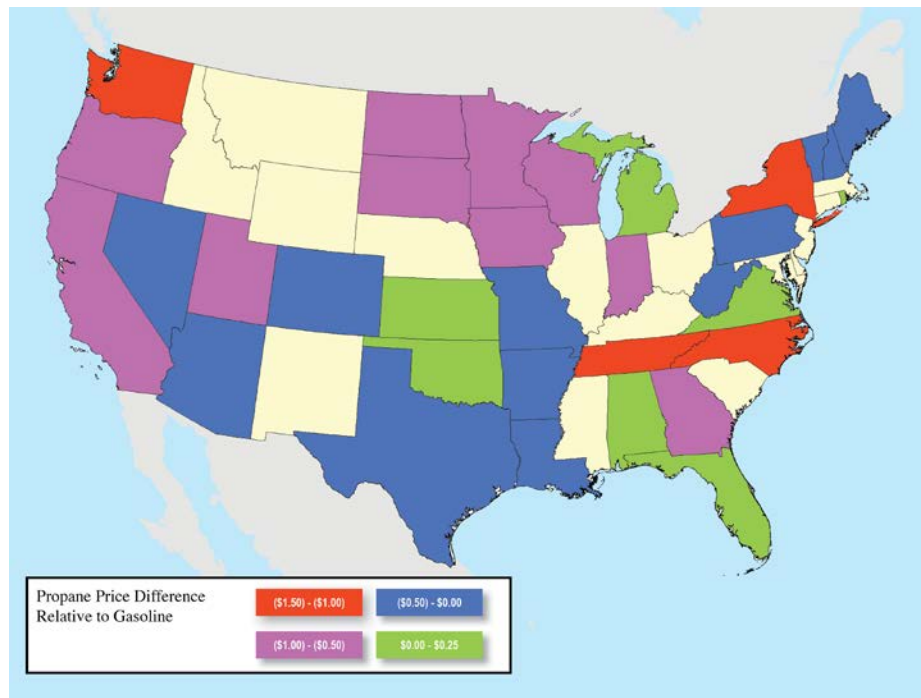 Propane Price Difference
Relative to Gasoline
($1.50) - ($1.00)
($0.50) - $0.00
($1.00) - ($0.50)
$0.00 - $0.25